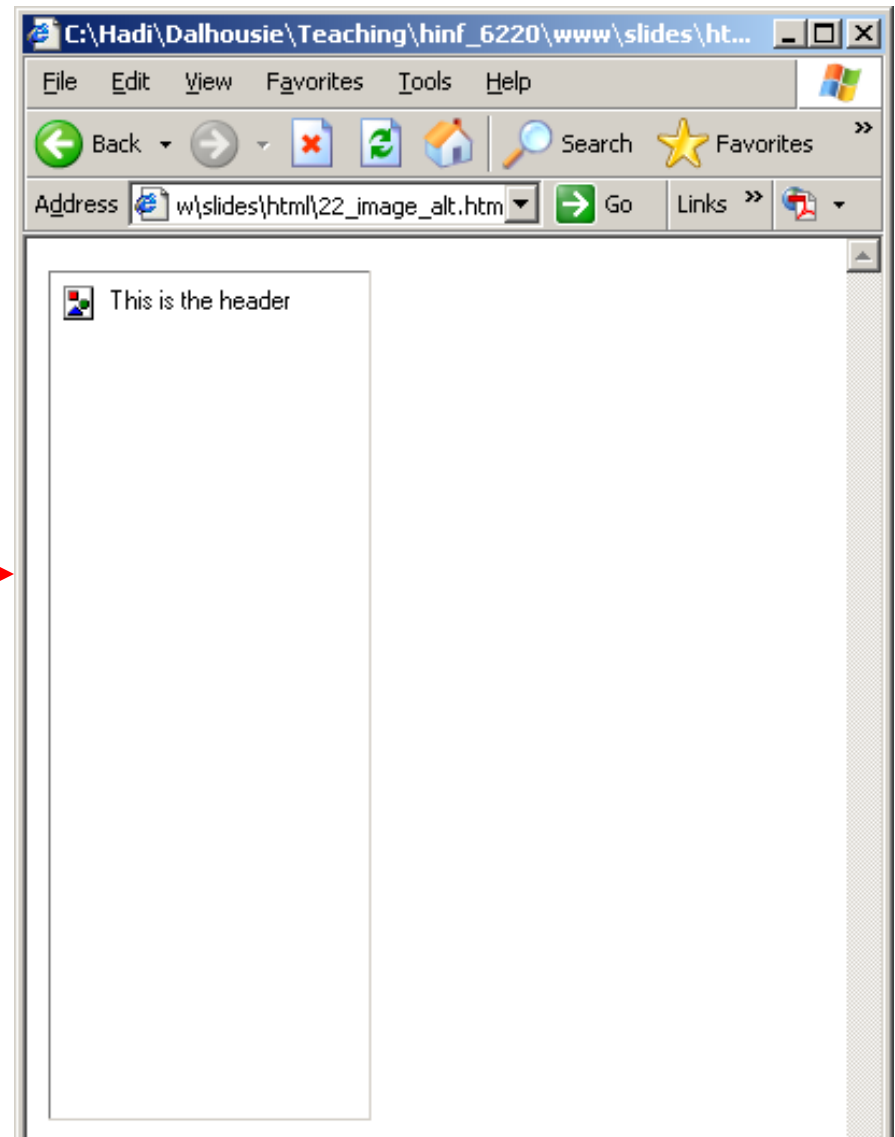 C:\Hadi\Dalhousie\Teaching\hinf_6220\www\slides\ht...
File Edit View Favorites Tools Help
Back Search Favorites »
Address w\slides\html\22_image_alt.htm Go Links »
This is the header